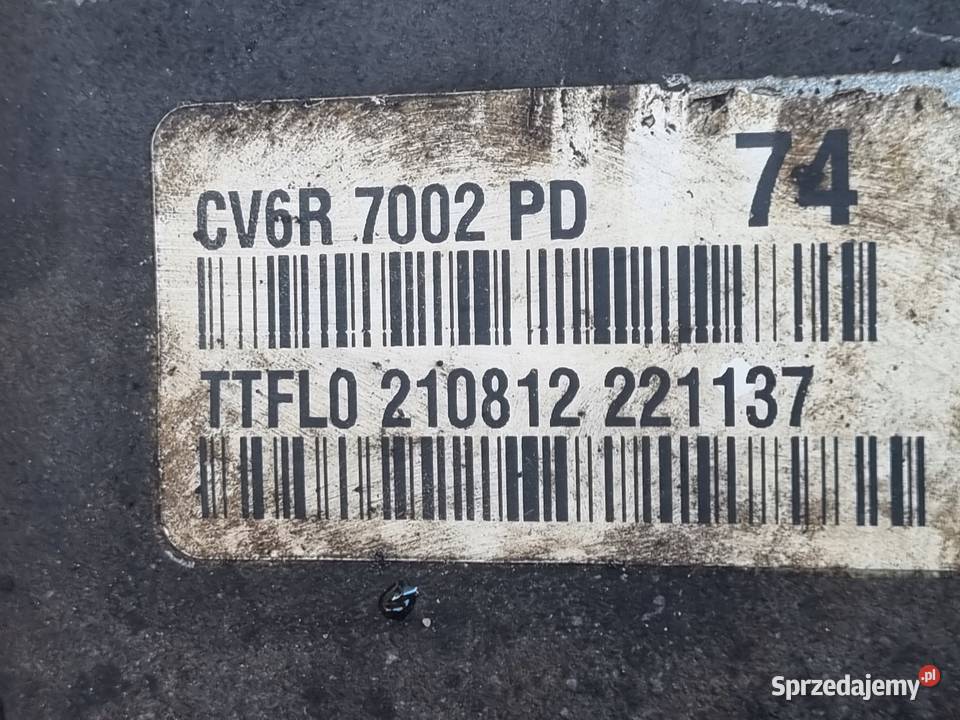 74
CV6R 7002 PD
TTFL0 210812 221137
Sprzedajemy.pl